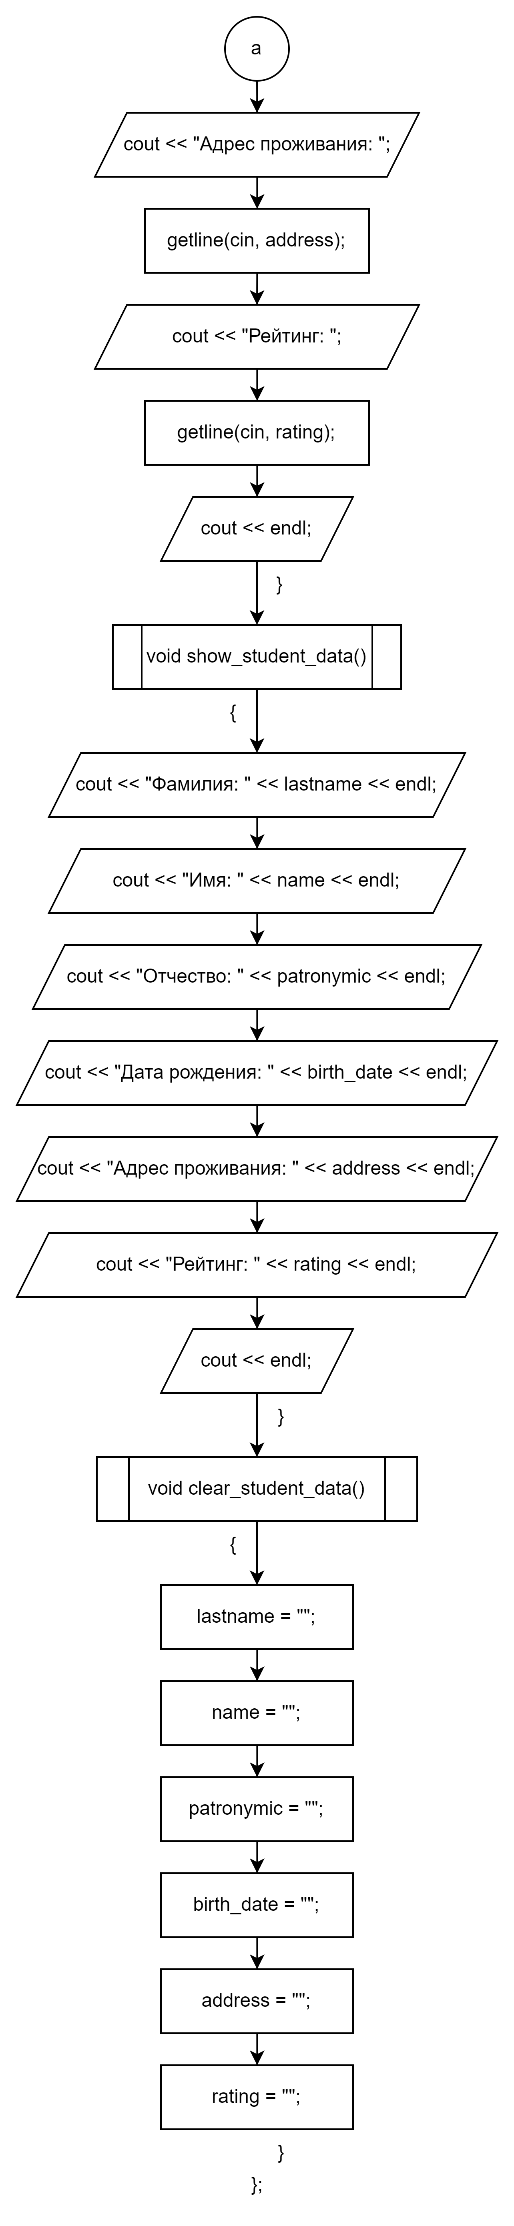 a
cout << "Адрес проживания: ";
getline(cin, address);
cout << "Рейтинг: ";
getline(cin, rating);
cout << endl;
}
void show_student_data()
{
cout << "Фамилия: " << lastname << endl;
cout << "Имя: " << name << endl;
cout << "Отчество: " << patronymic << endl;
cout << "Дата рождения: " << birth_date << endl;
cout << "Адрес проживания: " << address << endl;
cout << "Рейтинг: " << rating << endl;
cout << endl;
}
void clear_student_data()
{
lastname = "";
name = "";
patronymic = "";
birth_date = "";
address = "";
rating = "";
}
};